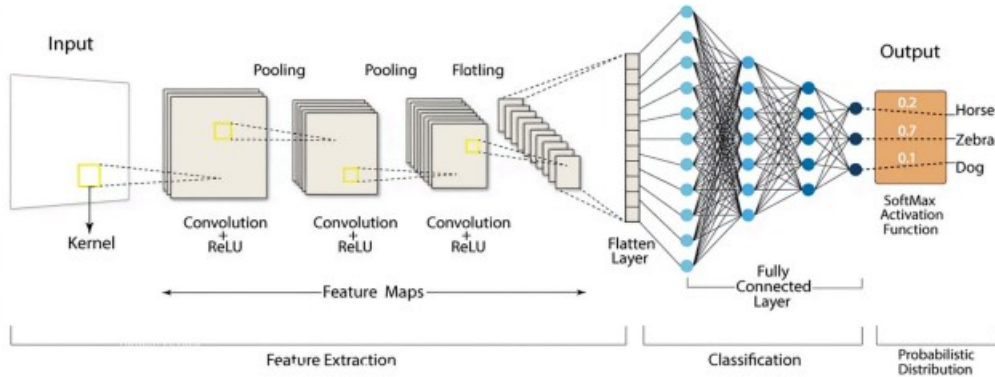 Input
Kernel
Pooling
Pooling
Flatling
Convolution
+
ReLU
Convolution
+
ReLU
Convolution
+
ReLU
Feature Maps
Flatten
Layer
Fully
Connected
Layer
Output
0.2
0.7
0.1
Horse
Zebra
Dog
SoftMax
Activation
Function
Feature Extraction
Classification
Probabilistic
Distribution